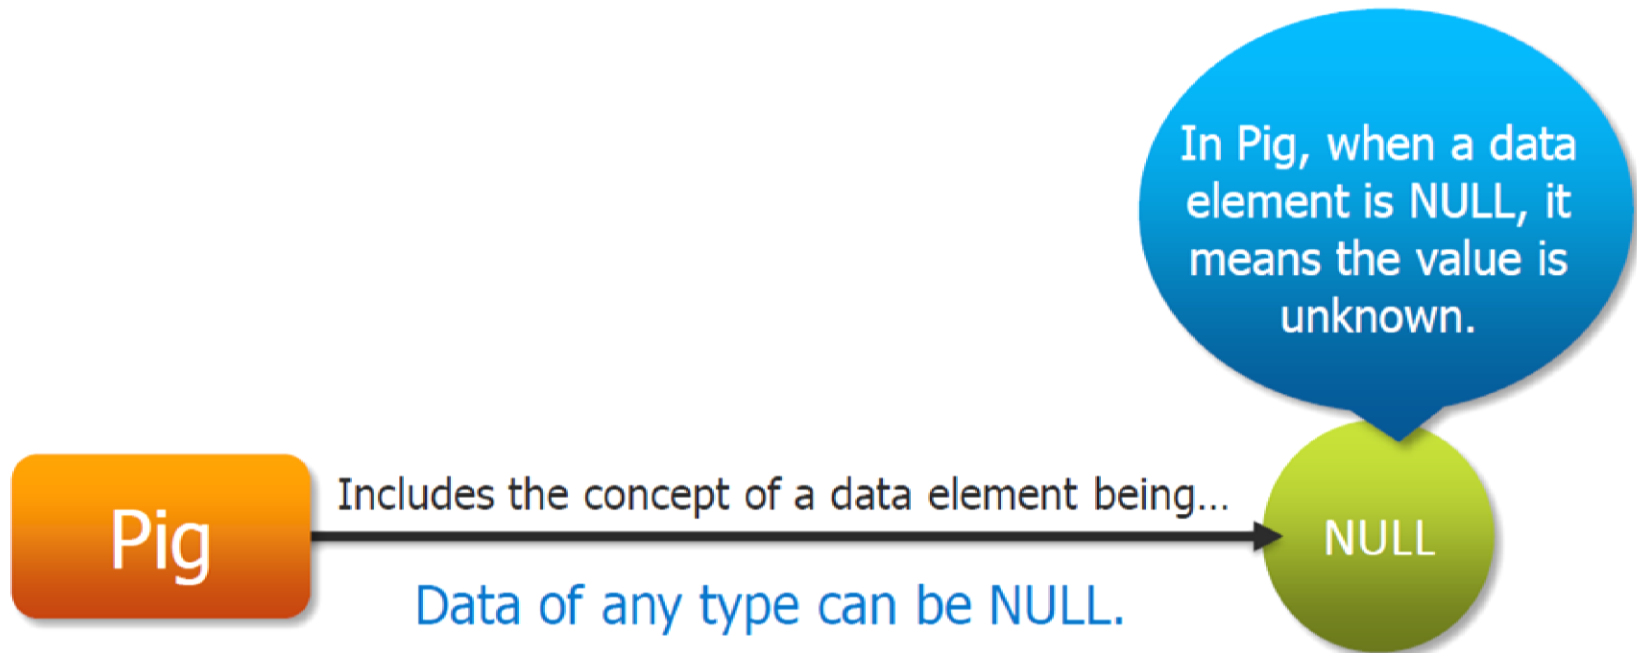 In Pig, when a data
element is NULL, it
means the value is
unknown.
Pig
Includes the concept of a data element being...
NULL
Data of any type can be NULL.